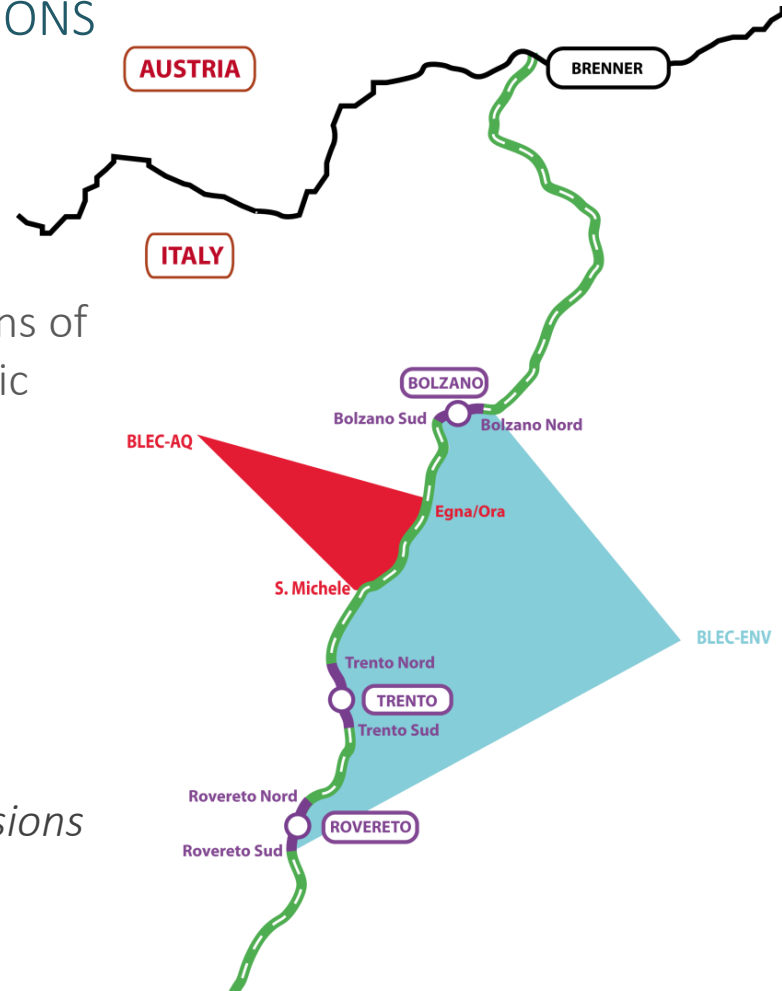 ONS
AUSTRIA
BRENNER
ITALY
ns of
ic
BOLZANO
Bolzano Sud
Bolzano Nord
BLEC-AQ
Egna/Ora
S. Michele
BLEC-ENV
Trento Nord
TRENTO
Trento Sud
Rovereto Nord
sions
ROVERETO
Rovereto Sud